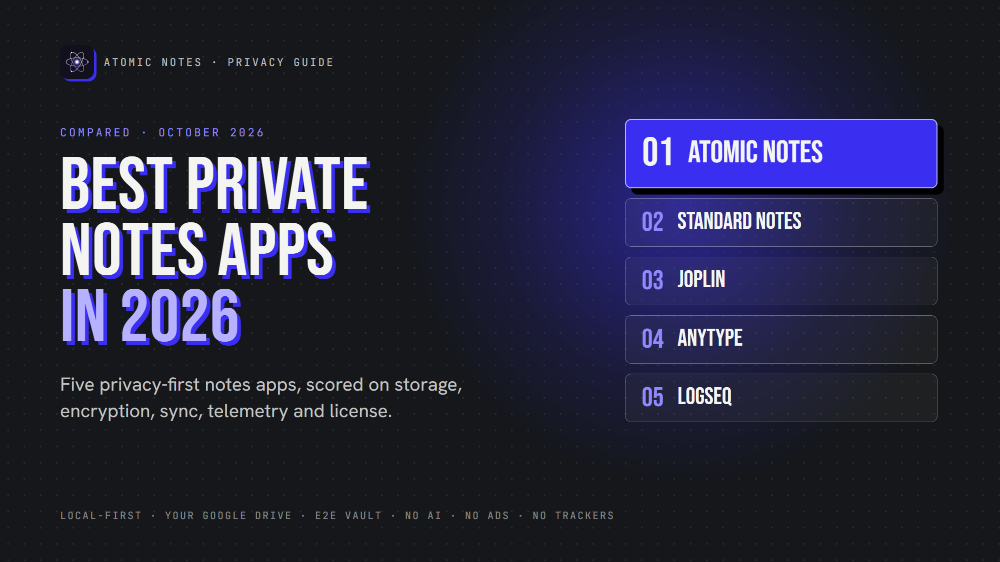 ATOMIC NOTES · PRIVACY GUIDE
COMPARED · OCTOBER 2026
BEST PRIVATE
NOTES APPS
IN 2026
Five privacy-first notes apps, scored on storage,
encryption, sync, telemetry and license.
01 ATOMIC NOTES
02 STANDARD NOTES
03 JOPLIN
04 ANYTYPE
05 LOGSEQ
LOCAL-FIRST · YOUR GOOGLE DRIVE · E2E VAULT · NO AI · NO ADS · NO TRACKERS